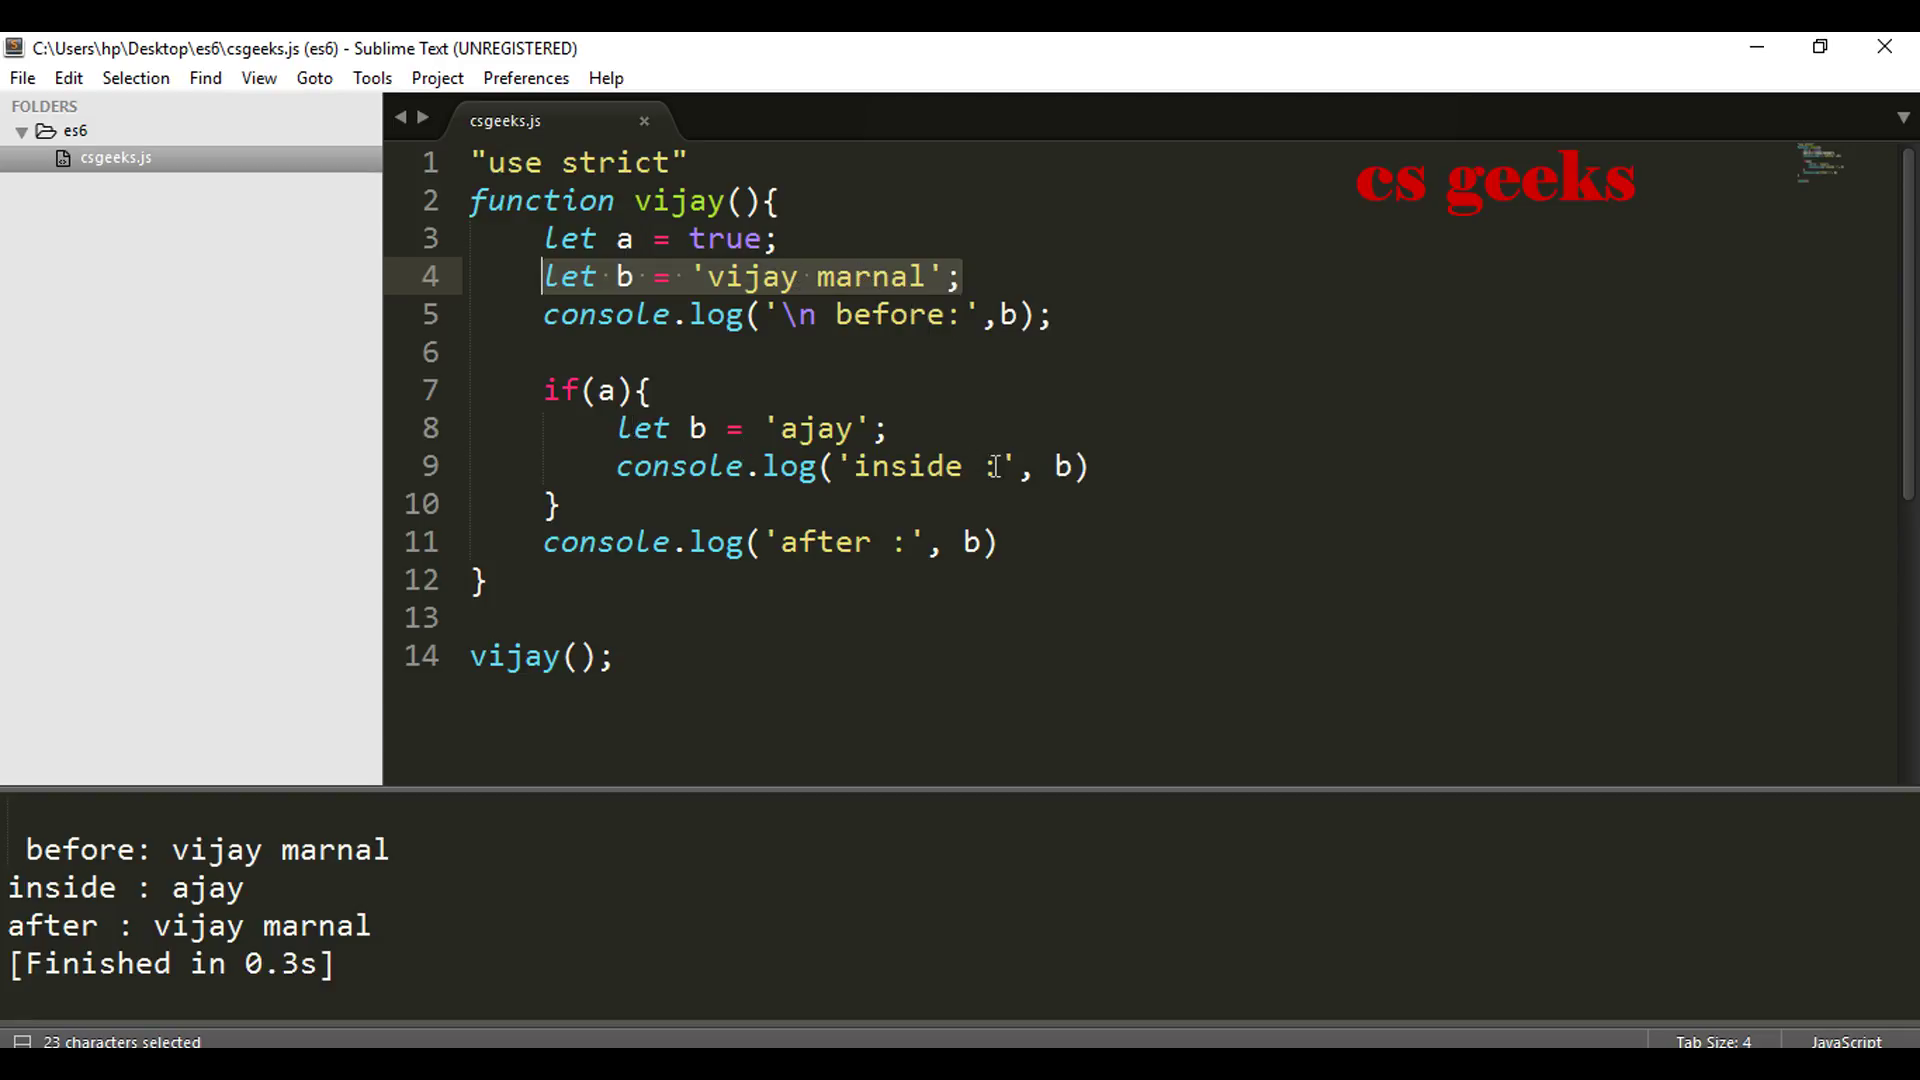 C:\Users\hp\Desktop\es6\csgeeks.js (es6) - Sublime Text (UNREGISTERED)
File Edit Selection Find View Goto Tools Project Preferences Help
FOLDERS
es6
csgeeks.js
csgeeks.js
cs geeks
1 "use strict"
2 function vijay(){
3     let a = true;
4     let b = 'vijay marnal';
5     console.log('\n before:',b);
6
7     if(a){
8         let b = 'ajay';
9         console.log('inside :', b)
10     }
11     console.log('after :', b)
12 }
13
14 vijay();
 before: vijay marnal
inside : ajay
after : vijay marnal
[Finished in 0.3s]
23 characters selected Tab Size: 4 JavaScript